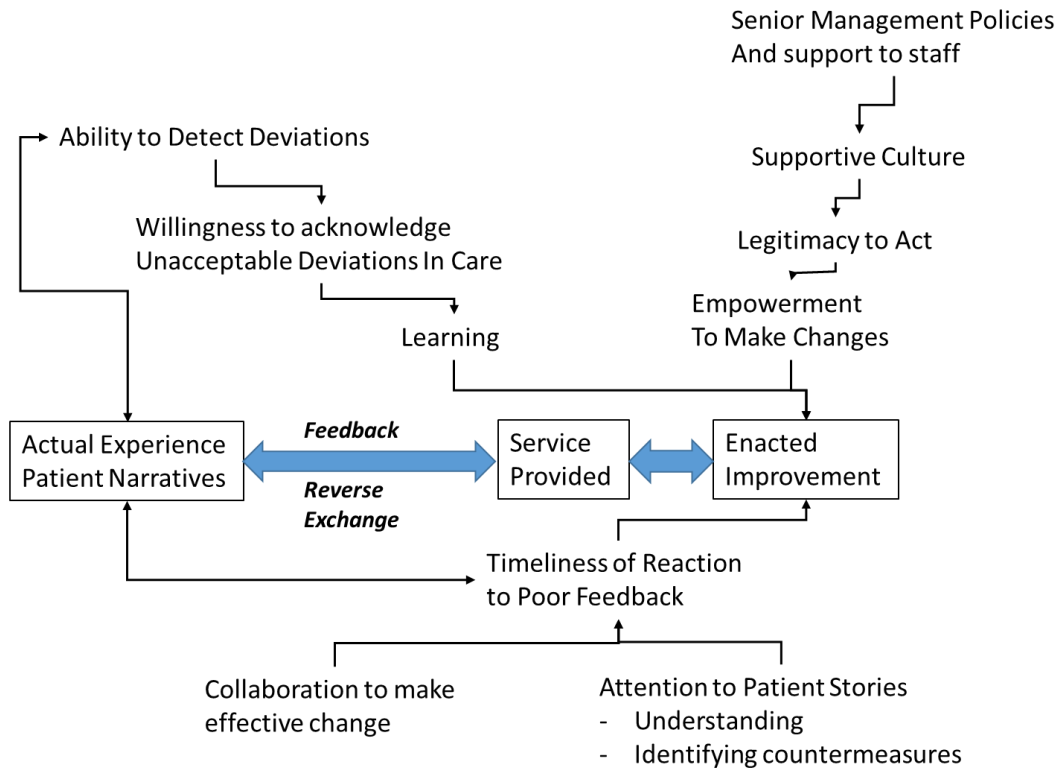 Senior Management Policies
And support to staff
Ability to Detect Deviations
Supportive Culture
Willingness to acknowledge
Unacceptable Deviations In Care
Legitimacy to Act
Empowerment
To Make Changes
Learning
Actual Experience
Patient Narratives
Feedback
Reverse
Exchange
Service
Provided
Enacted
Improvement
Timeliness of Reaction
to Poor Feedback
Collaboration to make
effective change
Attention to Patient Stories
- Understanding
- Identifying countermeasures